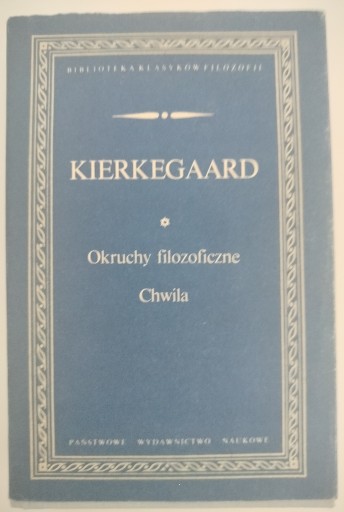 BIBLIOTEKA KLASYKÓW FILOZOFII
KIERKEGAARD
Okruchy filozoficzne
Chwila
PAŃSTWOWE WYDAWNICTWO NAUKOWE